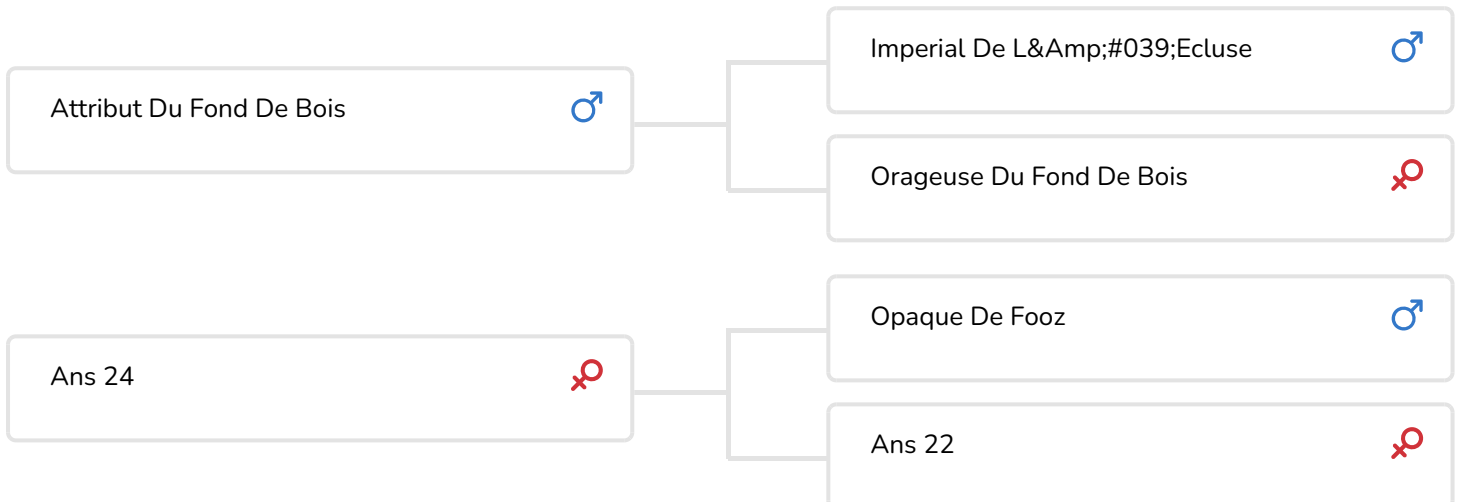 Imperial De L&Amp;#039;Ecluse
Attribut Du Fond De Bois
Orageuse Du Fond De Bois
Opaque De Fooz
Ans 24
Ans 22